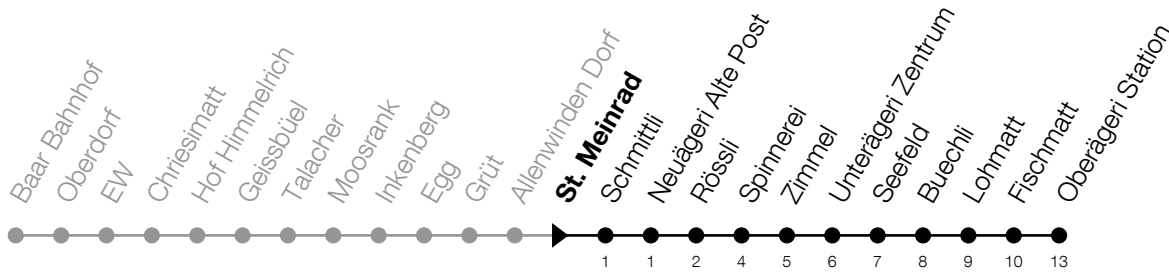 Baar Bahnhof
Oberdorf
EW
Chriesimatt
Hof Himmelrich
Geissbüel
Talacher
Moosrank
Inkenberg
Egg
Grüt
Allenwinden Dorf
St. Meinrad
Schmittli
Neuägeri Alte Post
Rössli
Spinnerei
Zimmel
Unterägeri Zentrum
Seefeld
Buechli
Lohmatt
Fischmatt
Oberägeri Station
1 1 2 4 5 6 7 8 9 10 13